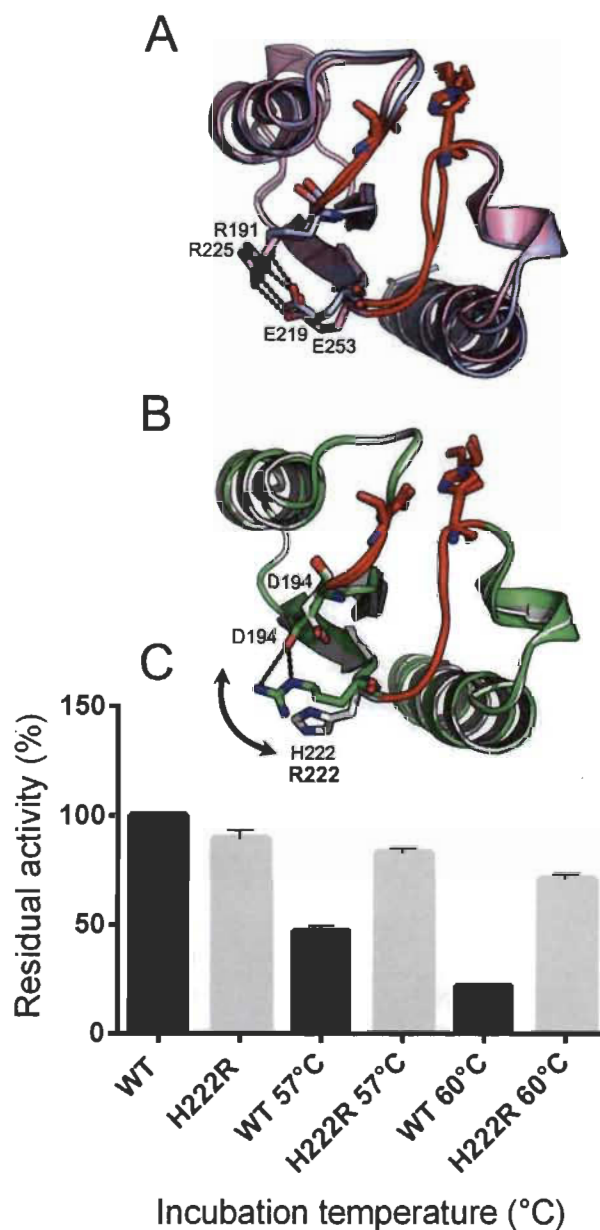 A
R191
R225
E219
E253
B
D194
D194
H222
R222
C
150
100
50
0
Residual activity (%)
WT
H222R
WT 57°C
H222R 57°C
WT 60°C
H222R 60°C
Incubation temperature (°C)